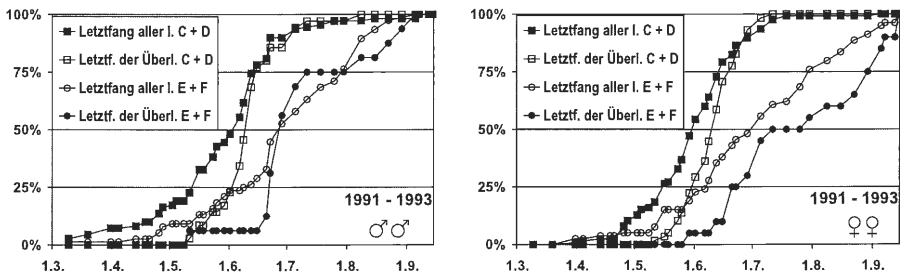 100%
75%
50%
25%
0%
Letztfang aller I. C + D
Letztf. der Überl. C + D
Letztfang aller I. E + F
Letztf. der Überl. E + F
1991 - 1993
♂♂
1.3. 1.4. 1.5. 1.6. 1.7. 1.8. 1.9.
100%
75%
50%
25%
0%
Letztfang aller I. C + D
Letztf. der Überl. C + D
Letztfang aller I. E + F
Letztf. der Überl. E + F
1991 - 1993
♀♀
1.3. 1.4. 1.5. 1.6. 1.7. 1.8. 1.9.